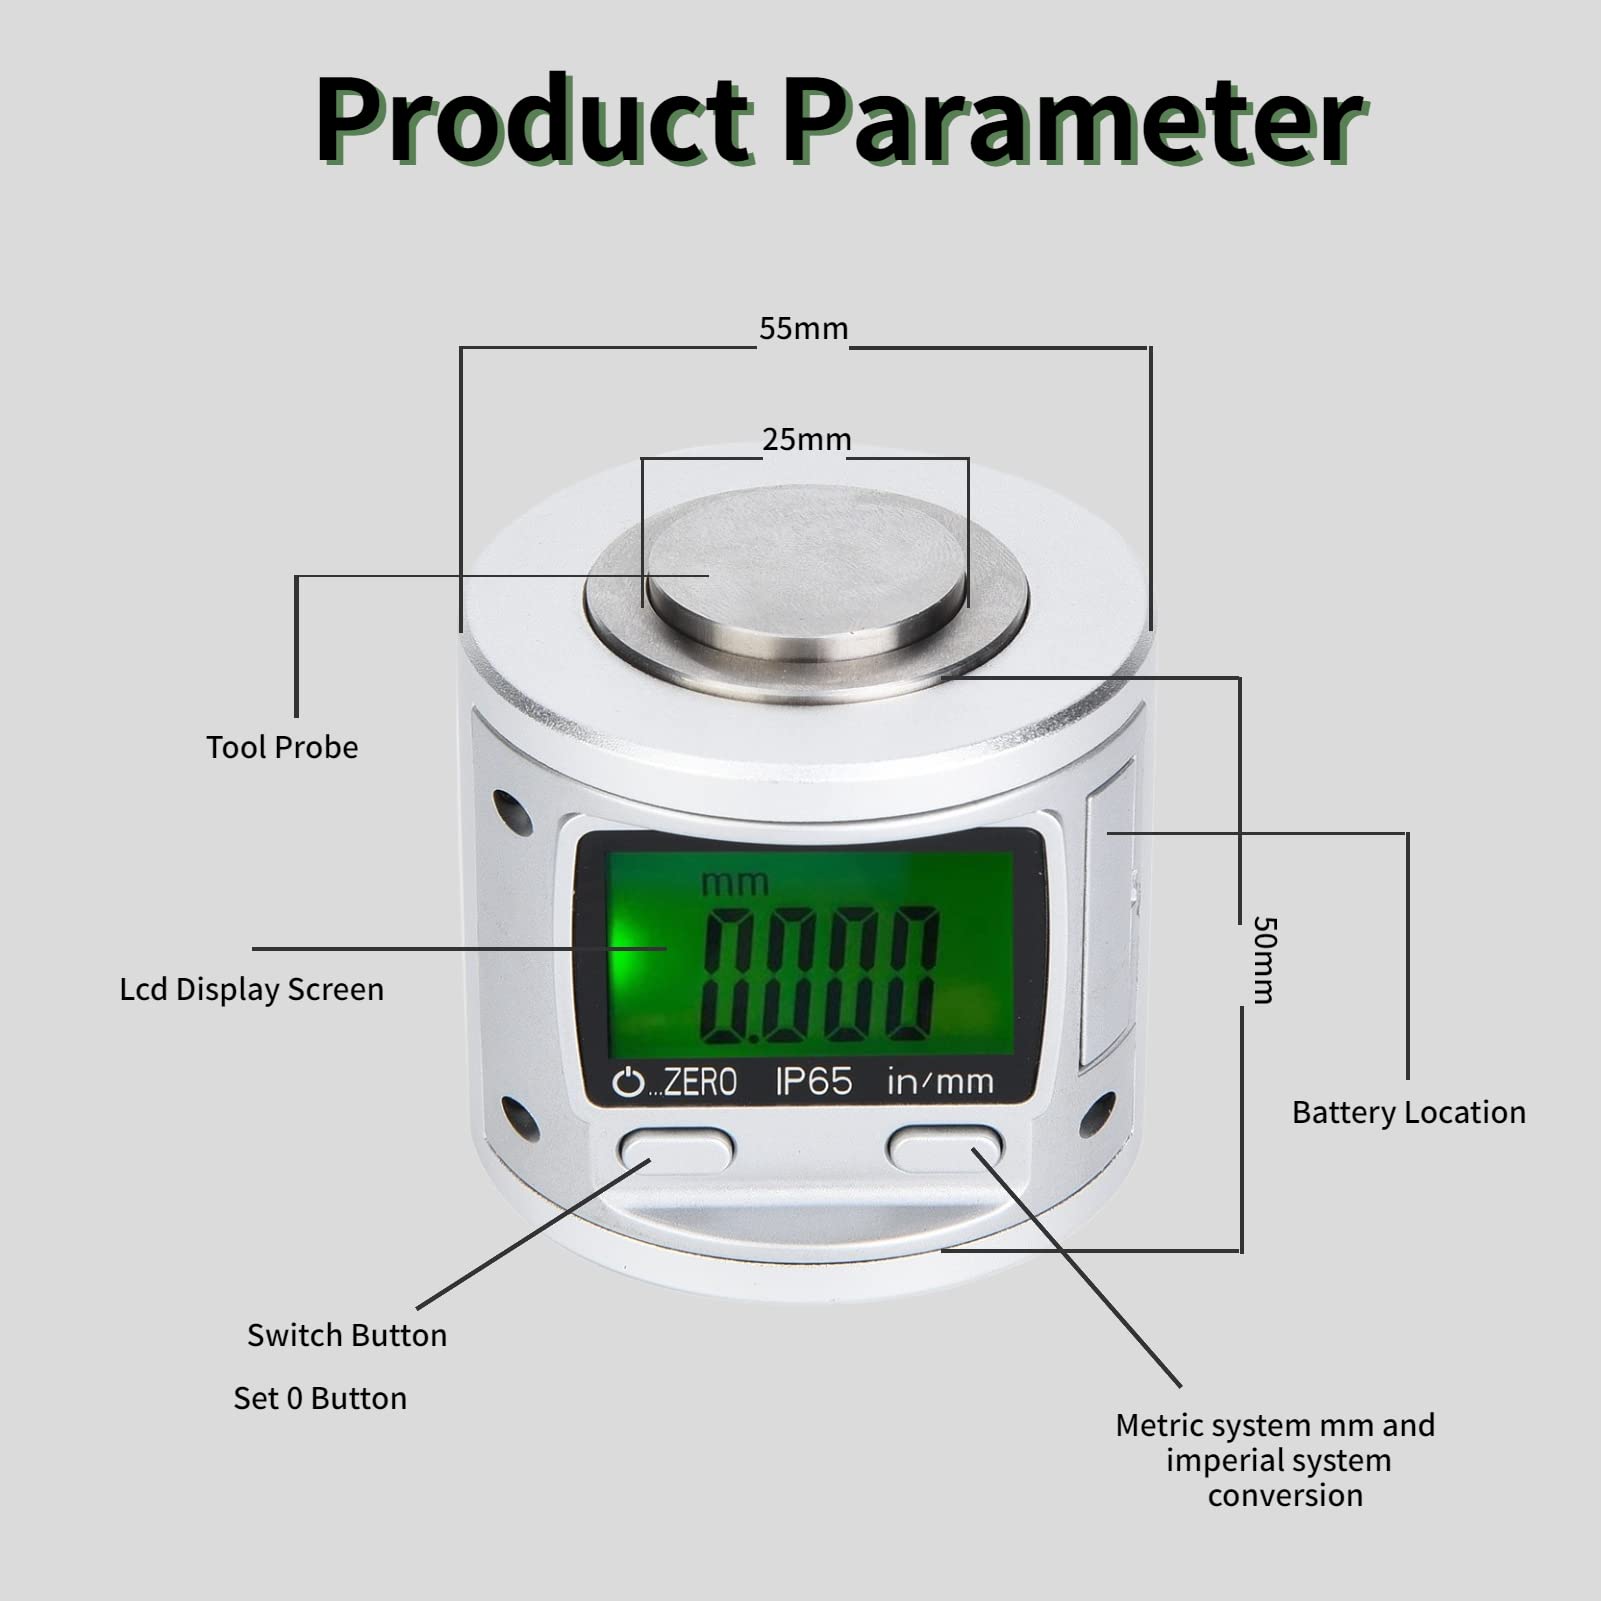 Product Parameter
55mm
25mm
Tool Probe
mm
0.000
Lcd Display Screen
50mm
...ZERO IP65 in/mm
Battery Location
Switch Button
Set 0 Button
Metric system mm and
imperial system
conversion